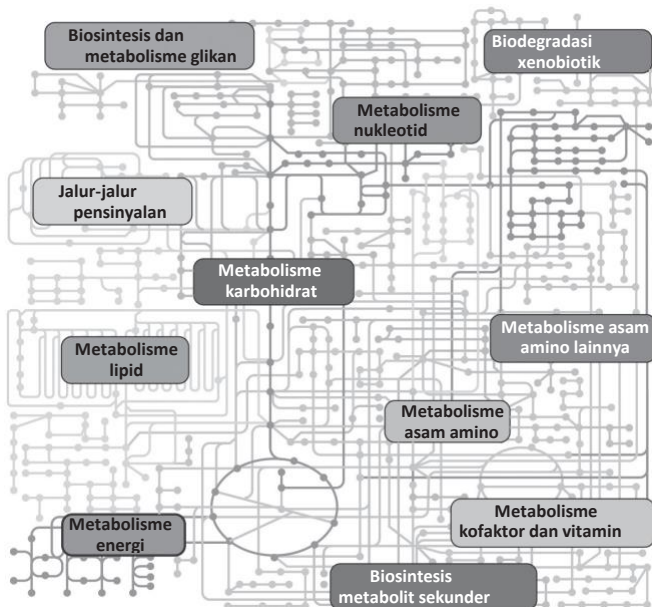 Biosintesis dan
metabolisme glikan
Biodegradasi
xenobiotik
Metabolisme
nukleotid
Jalur-jalur
pensinyalan
Metabolisme
karbohidrat
Metabolisme asam
amino lainnya
Metabolisme
lipid
Metabolisme
asam amino
Metabolisme
kofaktor dan vitamin
Metabolisme
energi
Biosintesis
metabolit sekunder